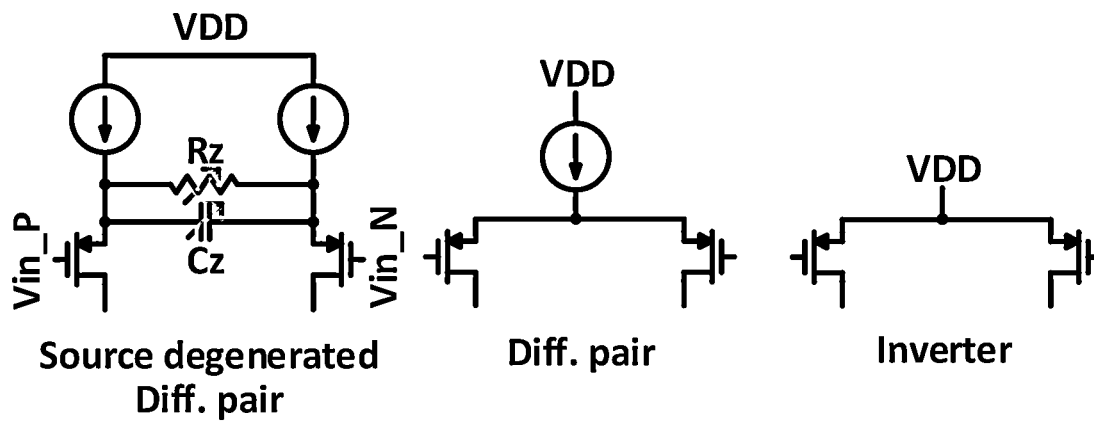 VDD
Rz
Cz
Vin_P
Vin_N
Source degenerated
Diff. pair
VDD
Diff. pair
VDD
Inverter